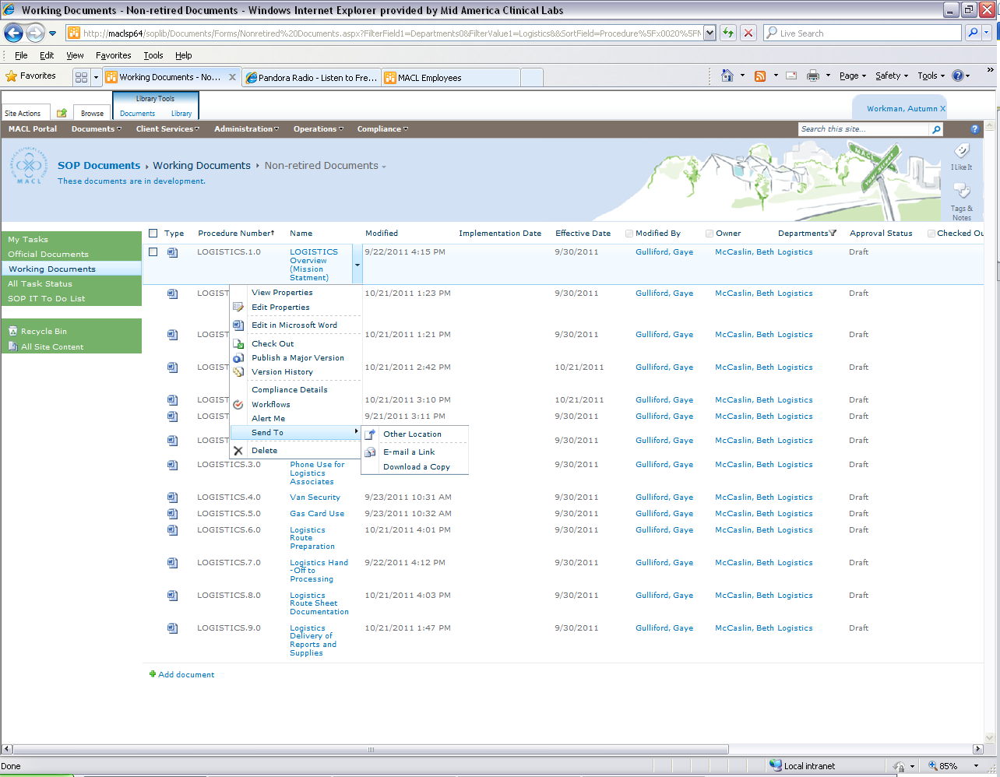 Working Documents - Non-retired Documents - Windows Internet Explorer provided by Mid America Clinical Labs
http://maclsp64/soplib/Documents/Forms/Nonretired%20Documents.aspx?FilterField1=Departments0&FilterValue1=Logistics&&SortField=Procedure%5Fx0020%5FN
Live Search
File Edit View Favorites Tools Help
Favorites
Working Documents - No...
Pandora Radio - Listen to Fre...
MACL Employees
Page Safety Tools
Library Tools
Site Actions Browse Documents Library
Workman, Autumn X
MACL Portal Documents Client Services Administration Operations Compliance
Search this site...
MACL
SOP Documents Working Documents Non-retired Documents
These documents are in development.
MACL
I Like It
Tags &
Notes
My Tasks
Official Documents
Working Documents
All Task Status
SOP IT To Do List
Recycle Bin
All Site Content
Type Procedure Number Name Modified Implementation Date Effective Date Modified By Owner Departments Approval Status Checked Ou
LOGISTICS.1.0 LOGISTICS 9/22/2011 4:15 PM 9/30/2011 Gulliford, Gaye McCaslin, Beth Logistics Draft
Overview
(Mission
Statment)
LOGIST 10/21/2011 1:23 PM 9/30/2011 Gulliford, Gaye McCaslin, Beth Logistics Draft
LOGIST 10/21/2011 1:21 PM 9/30/2011 Gulliford, Gaye McCaslin, Beth Logistics Draft
LOGIST 10/21/2011 2:42 PM 10/21/2011 Gulliford, Gaye McCaslin, Beth Logistics Draft
LOGIST 10/21/2011 3:10 PM 10/21/2011 Gulliford, Gaye McCaslin, Beth Logistics Draft
LOGIST 9/21/2011 3:11 PM 9/30/2011 Gulliford, Gaye McCaslin, Beth Logistics Draft
LOGIST 9/30/2011 Gulliford, Gaye McCaslin, Beth Logistics Draft
View Properties
Edit Properties
Edit in Microsoft Word
Check Out
Publish a Major Version
Version History
Compliance Details
Workflows
Alert Me
Send To
Delete
Other Location
E-mail a Link
Download a Copy
LOGISTICS.3.0 Phone Use for 9/30/2011 Gulliford, Gaye McCaslin, Beth Logistics Draft
Logistics
Associates
LOGISTICS.4.0 Van Security 9/23/2011 10:31 AM 9/30/2011 Gulliford, Gaye McCaslin, Beth Logistics Draft
LOGISTICS.5.0 Gas Card Use 9/23/2011 10:32 AM 9/30/2011 Gulliford, Gaye McCaslin, Beth Logistics Draft
LOGISTICS.6.0 Logistics 10/21/2011 4:01 PM 9/30/2011 Gulliford, Gaye McCaslin, Beth Logistics Draft
Route
Preparation
LOGISTICS.7.0 Logistics Hand 9/22/2011 4:12 PM 9/30/2011 Gulliford, Gaye McCaslin, Beth Logistics Draft
-Off to
Processing
LOGISTICS.8.0 Logistics 10/21/2011 4:03 PM 9/30/2011 Gulliford, Gaye McCaslin, Beth Logistics Draft
Route Sheet
Documentation
LOGISTICS.9.0 Logistics 10/21/2011 1:47 PM 9/30/2011 Gulliford, Gaye McCaslin, Beth Logistics Draft
Delivery of
Reports and
Supplies
Add document
Done
Local intranet
85%